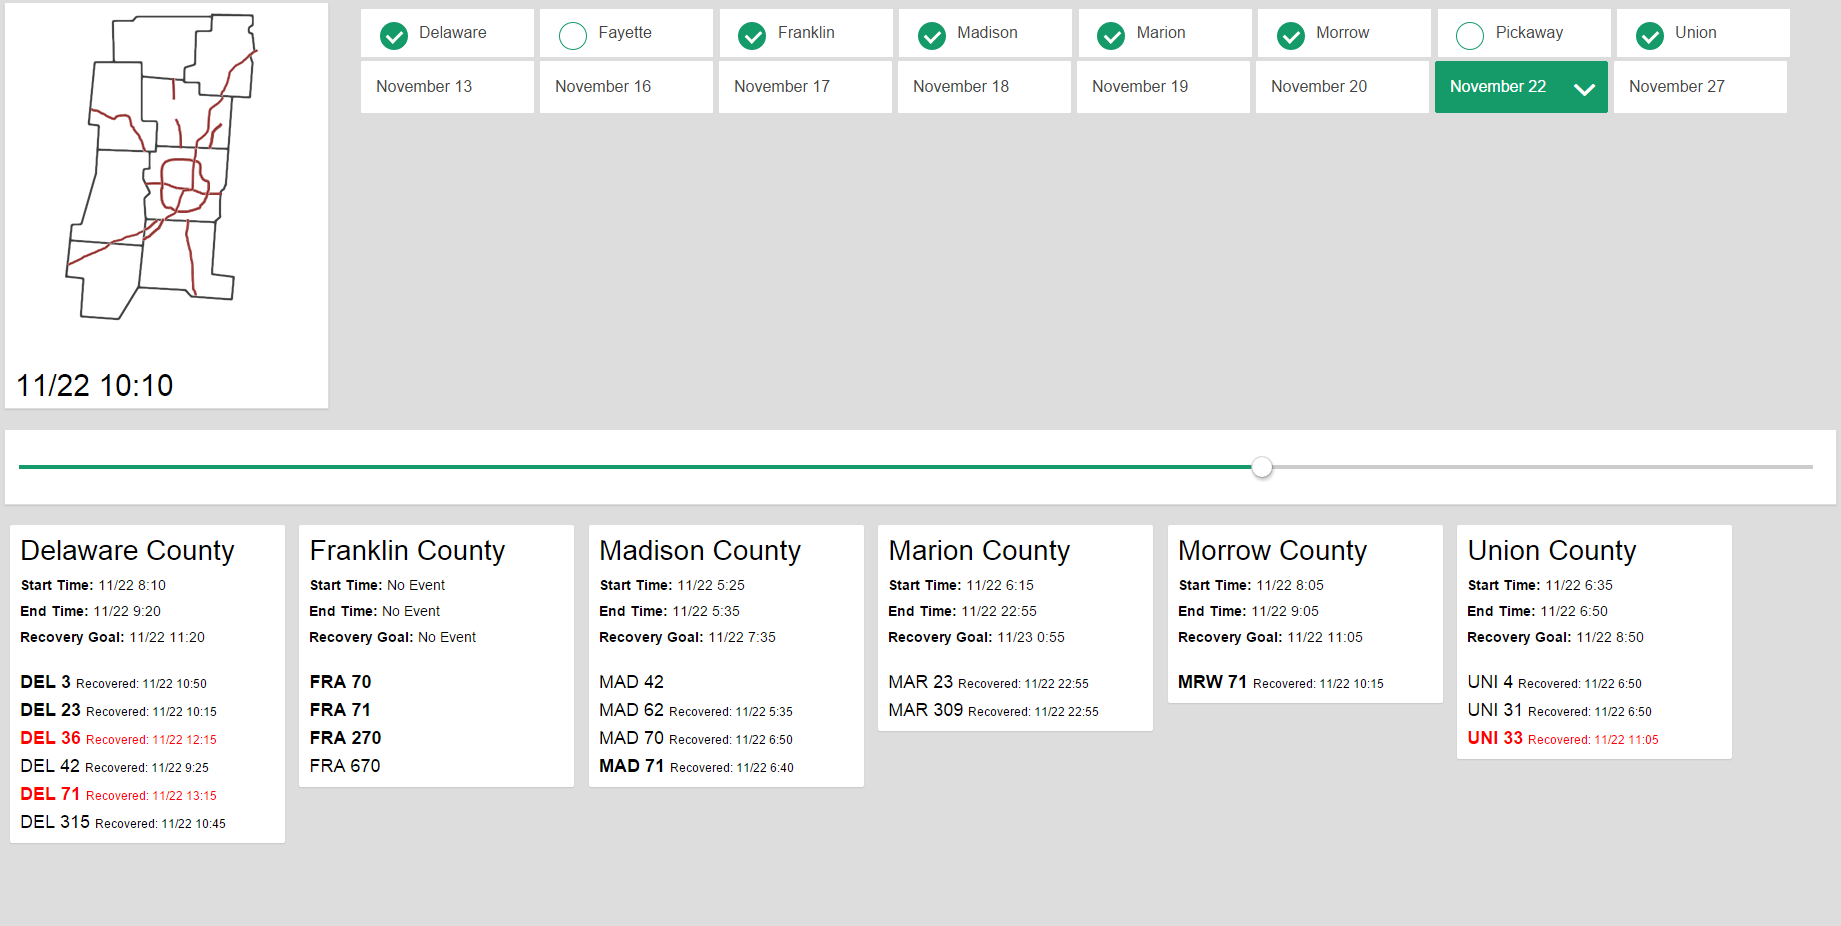 Delaware
Fayette
Franklin
Madison
Marion
Morrow
Pickaway
Union
November 13
November 16
November 17
November 18
November 19
November 20
November 22
November 27
11/22 10:10
Delaware County
Start Time: 11/22 8:10
End Time: 11/22 9:20
Recovery Goal: 11/22 11:20
DEL 3 Recovered: 11/22 10:50
DEL 23 Recovered: 11/22 10:15
DEL 36 Recovered: 11/22 12:15
DEL 42 Recovered: 11/22 9:25
DEL 71 Recovered: 11/22 13:15
DEL 315 Recovered: 11/22 10:45
Franklin County
Start Time: No Event
End Time: No Event
Recovery Goal: No Event
FRA 70
FRA 71
FRA 270
FRA 670
Madison County
Start Time: 11/22 5:25
End Time: 11/22 5:35
Recovery Goal: 11/22 7:35
MAD 42
MAD 62 Recovered: 11/22 5:35
MAD 70 Recovered: 11/22 6:50
MAD 71 Recovered: 11/22 6:40
Marion County
Start Time: 11/22 6:15
End Time: 11/22 22:55
Recovery Goal: 11/23 0:55
MAR 23 Recovered: 11/22 22:55
MAR 309 Recovered: 11/22 22:55
Morrow County
Start Time: 11/22 8:05
End Time: 11/22 9:05
Recovery Goal: 11/22 11:05
MRW 71 Recovered: 11/22 10:15
Union County
Start Time: 11/22 6:35
End Time: 11/22 6:50
Recovery Goal: 11/22 8:50
UNI 4 Recovered: 11/22 6:50
UNI 31 Recovered: 11/22 6:50
UNI 33 Recovered: 11/22 11:05